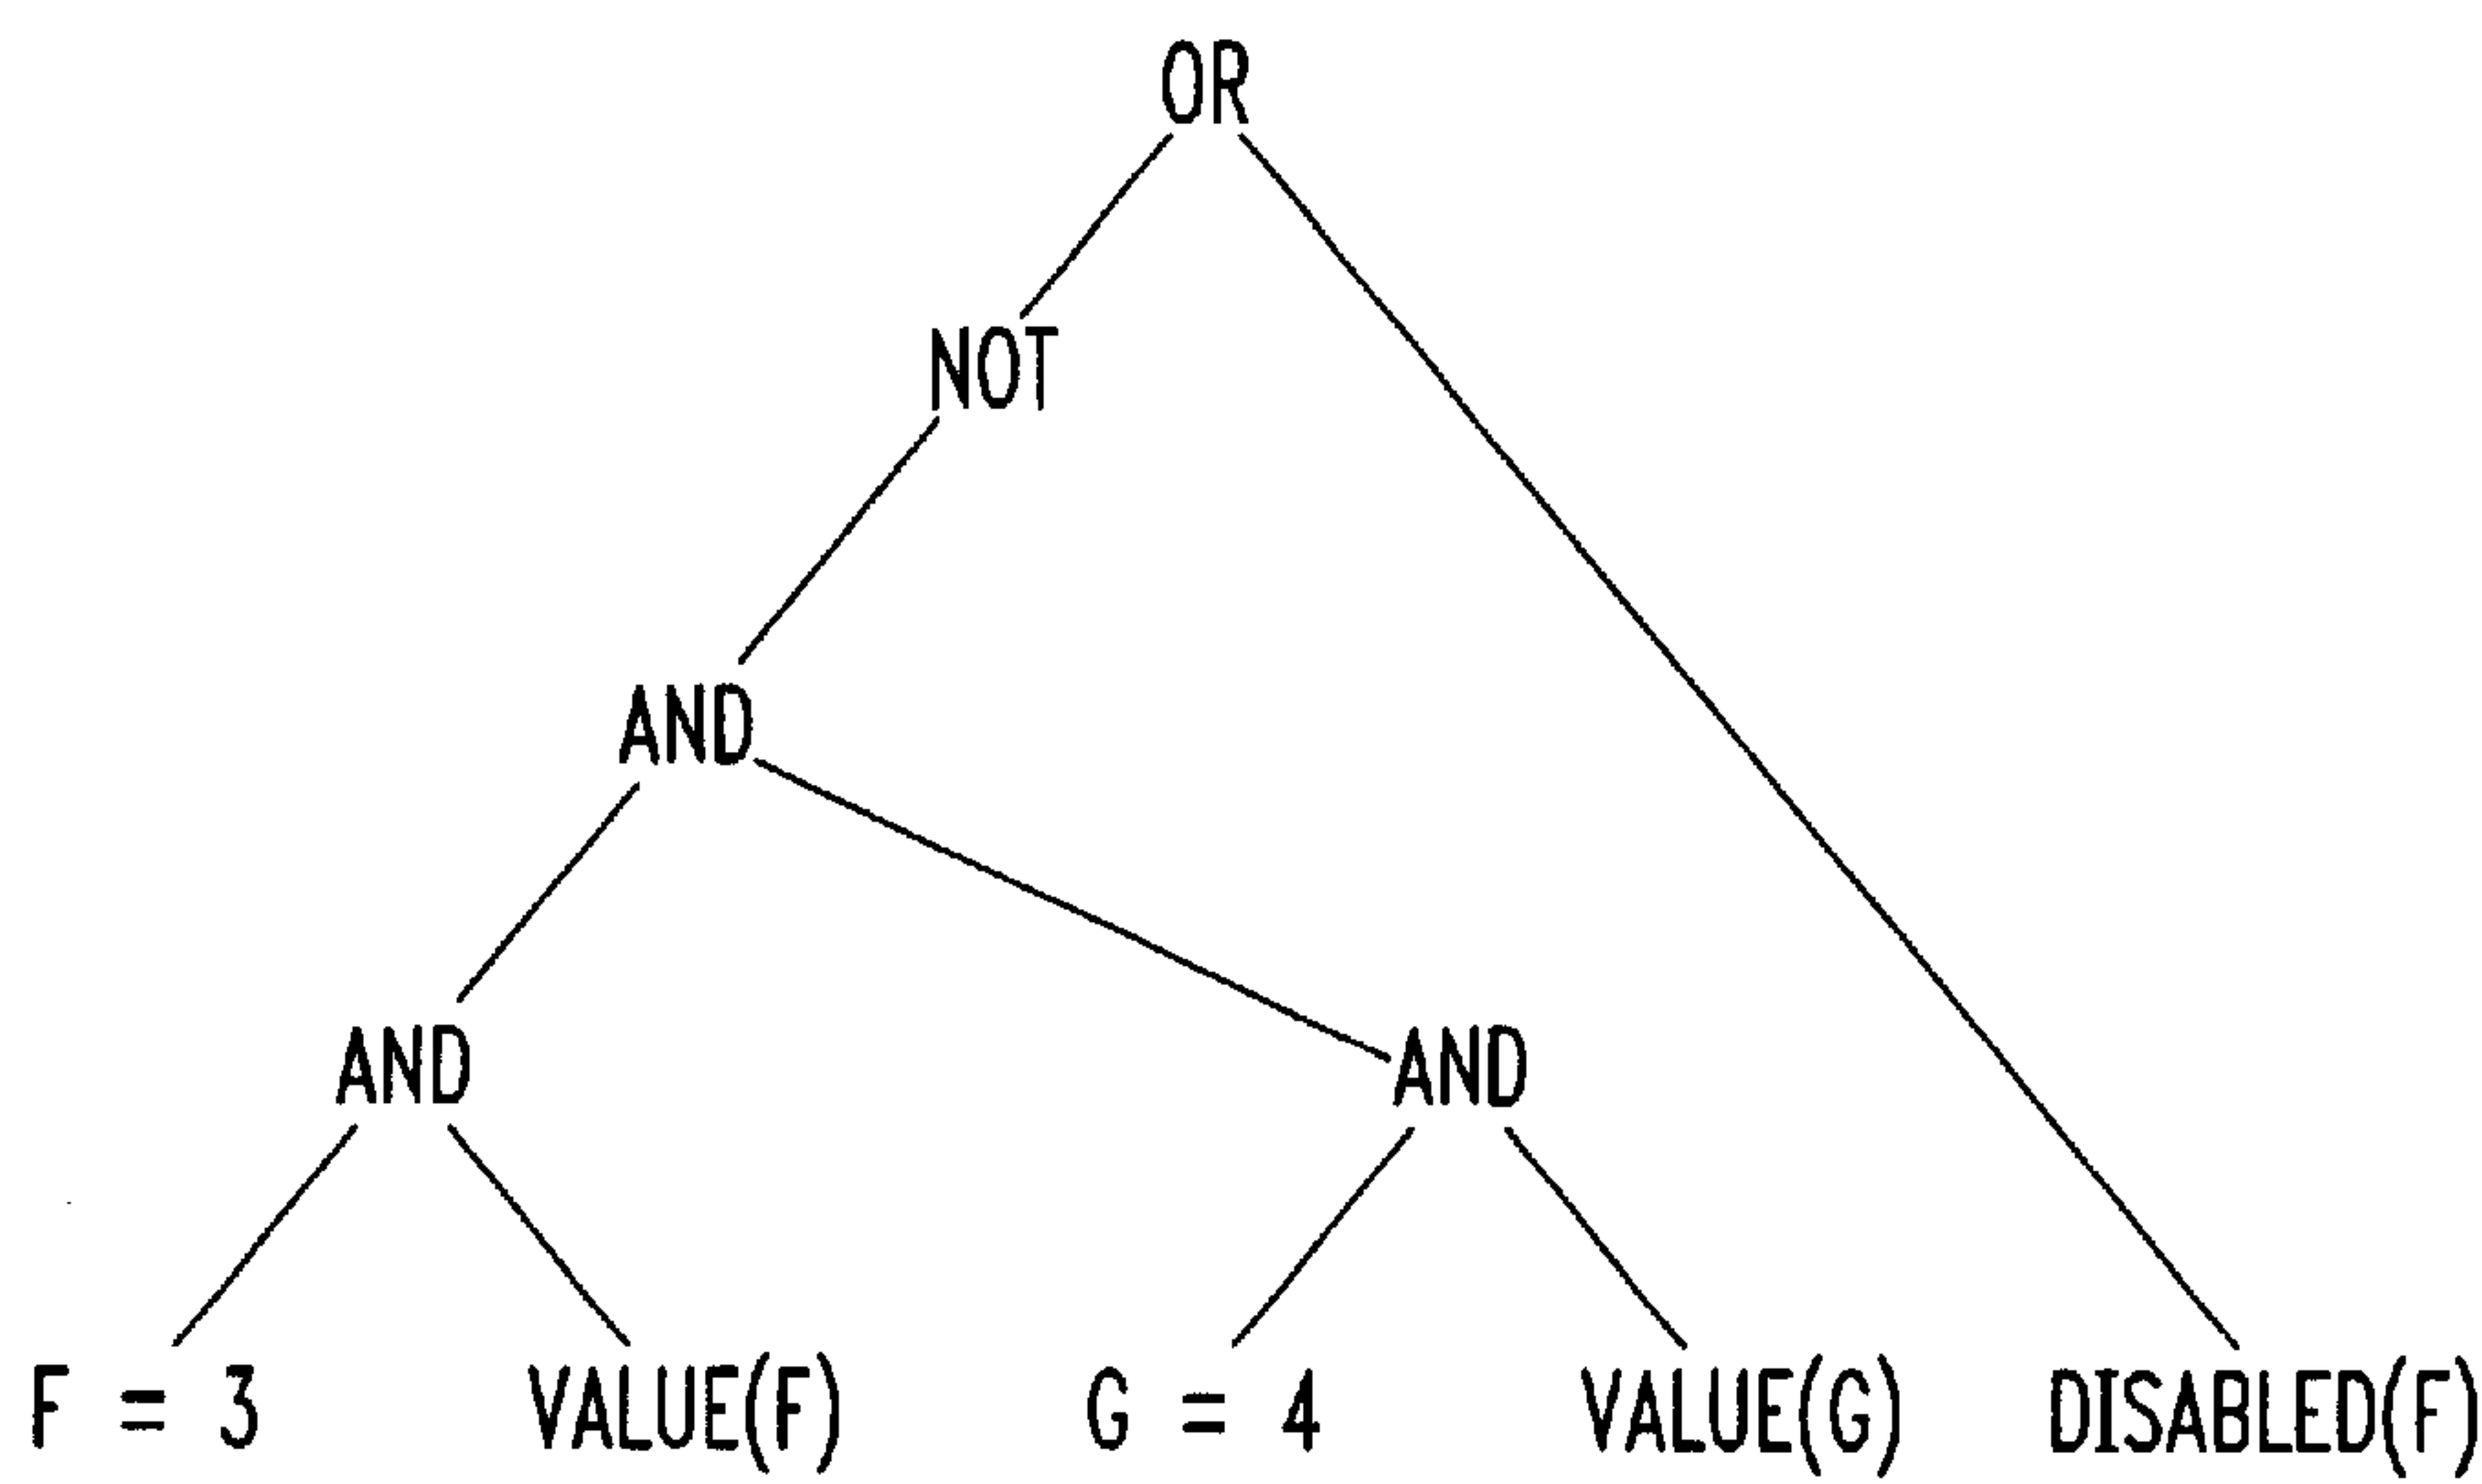 OR
NOT
AND
AND AND
F = 3 VALUE(F) G = 4 VALUE(G) DISABLED(F)